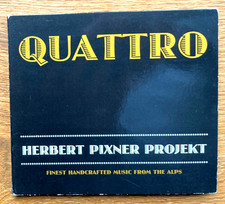 QUATTRO
HERBERT PIXNER PROJEKT
FINEST HANDCRAFTED MUSIC FROM THE ALPS